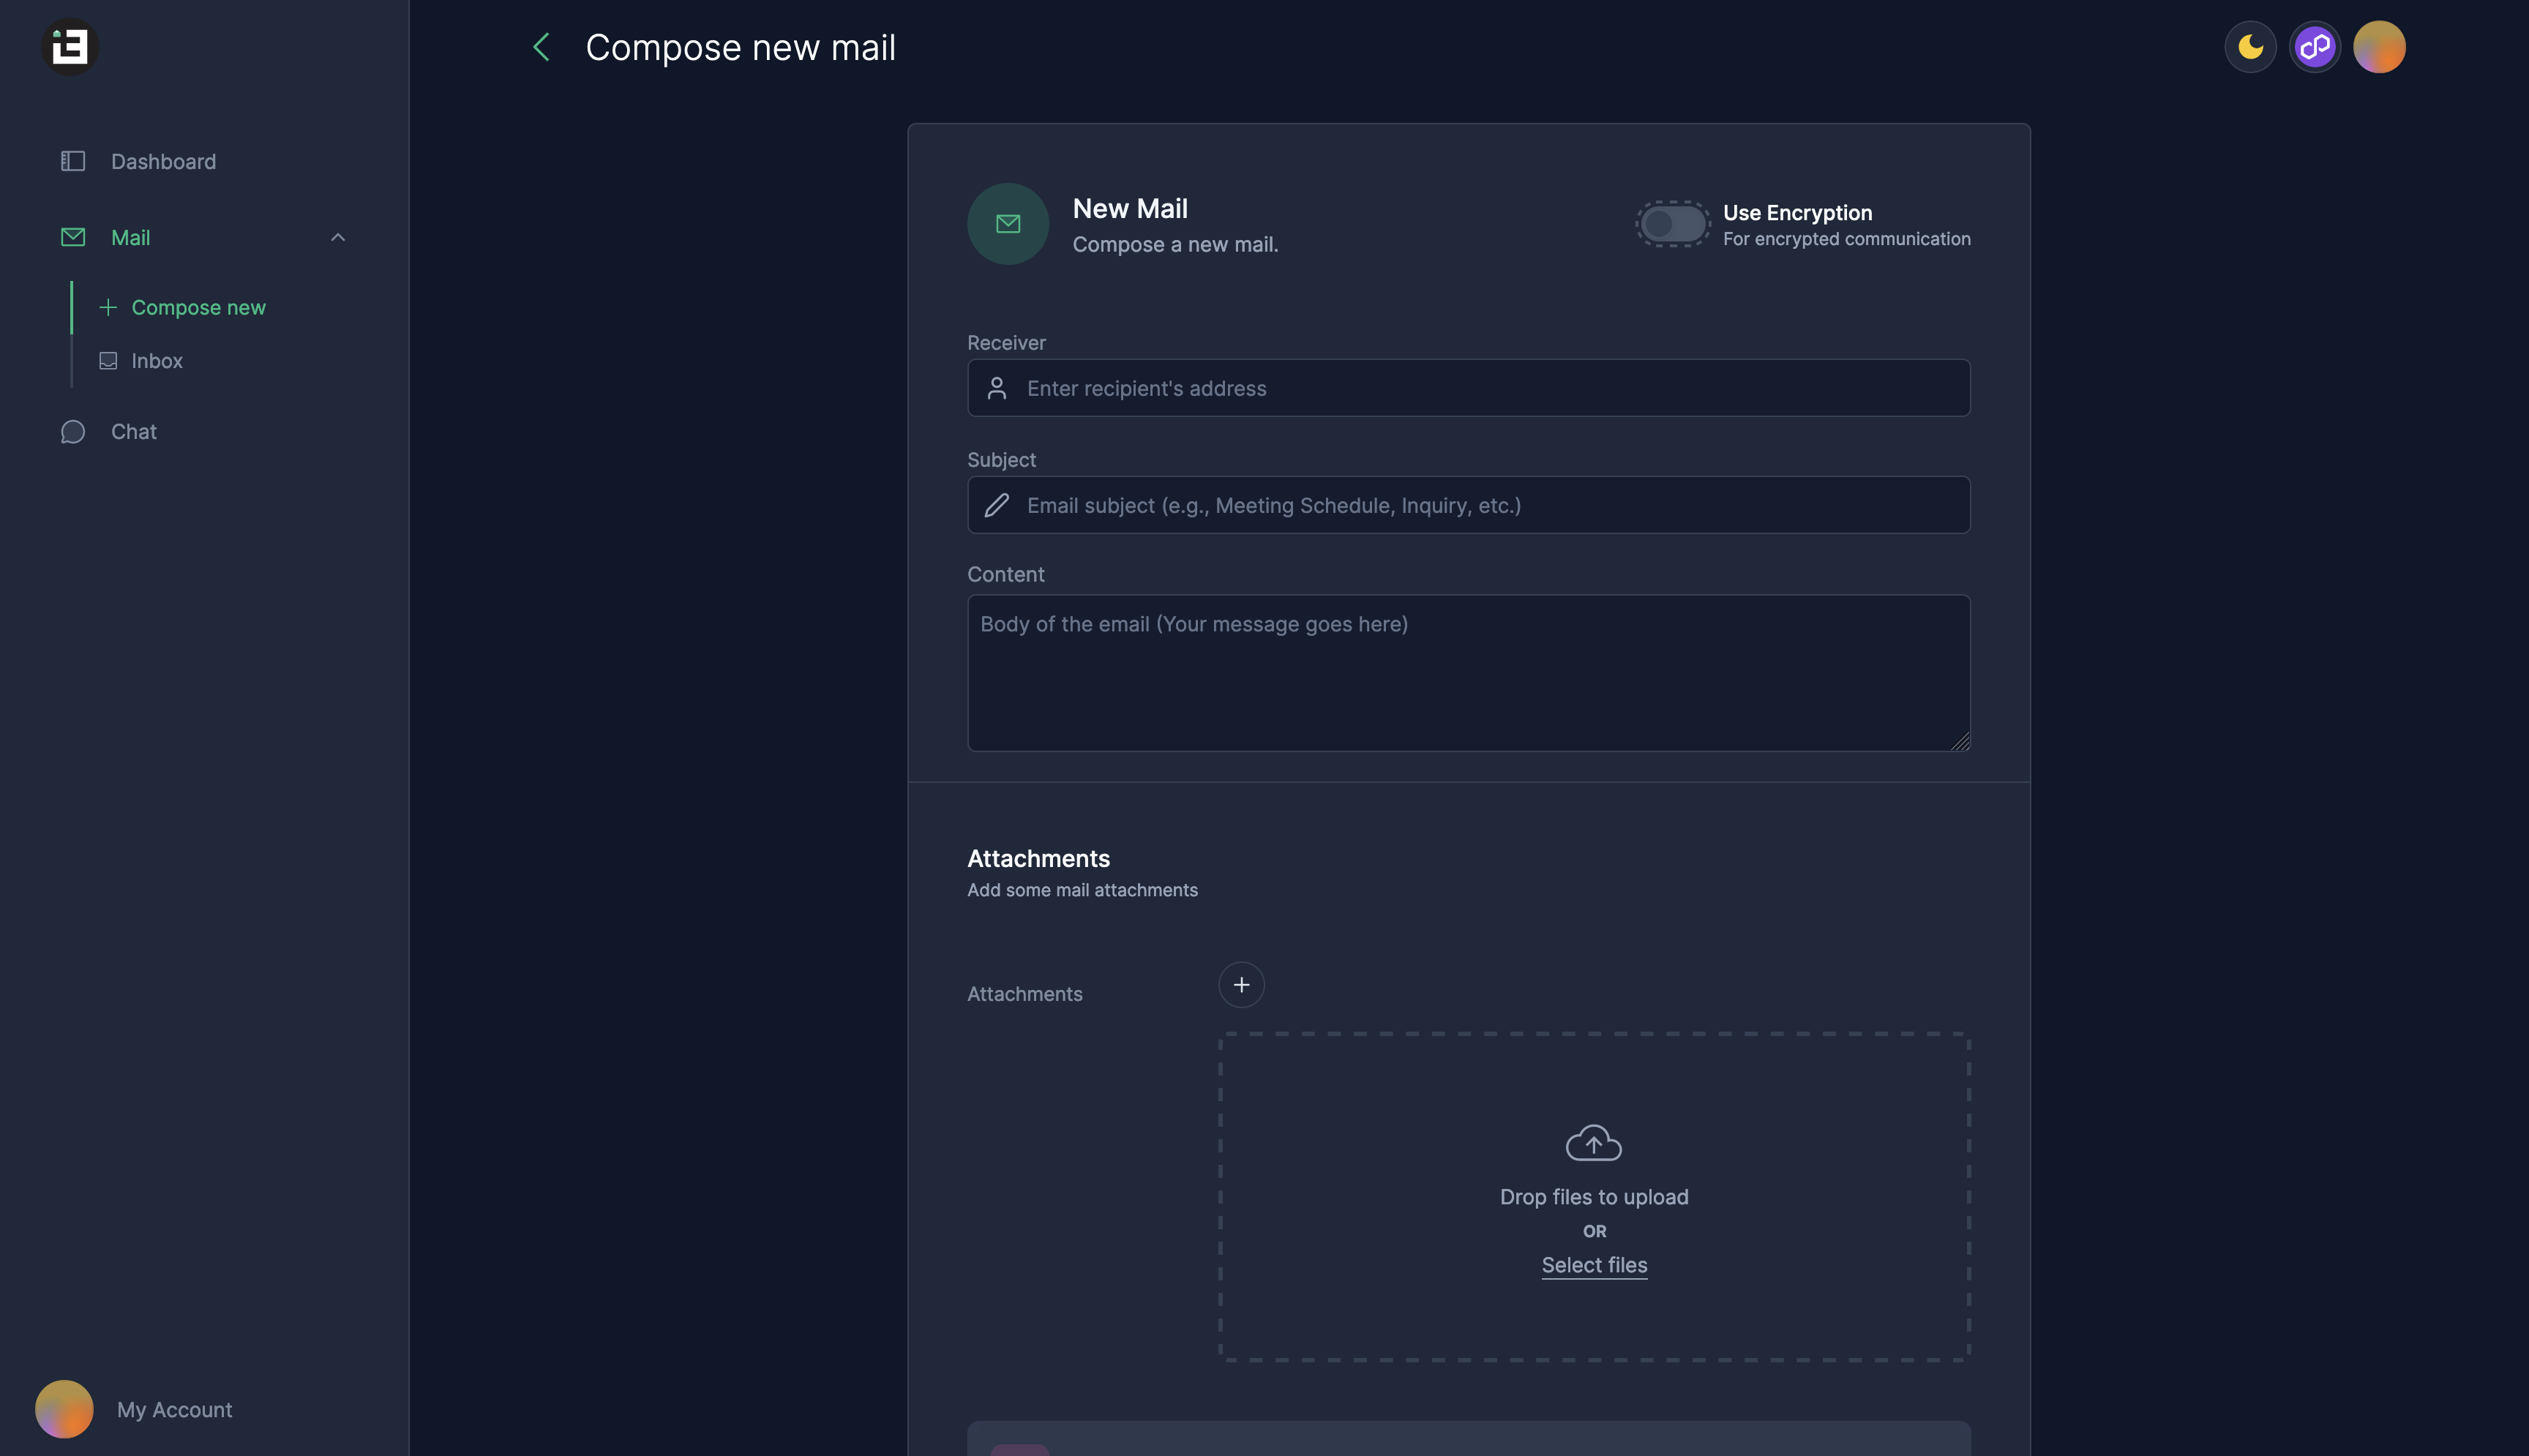 Compose new mail
Dashboard
Mail
Compose new
Inbox
Chat
My Account
New Mail
Compose a new mail.
Use Encryption
For encrypted communication
Receiver
Enter recipient's address
Subject
Email subject (e.g., Meeting Schedule, Inquiry, etc.)
Content
Body of the email (Your message goes here)
Attachments
Add some mail attachments
Attachments
Drop files to upload
OR
Select files